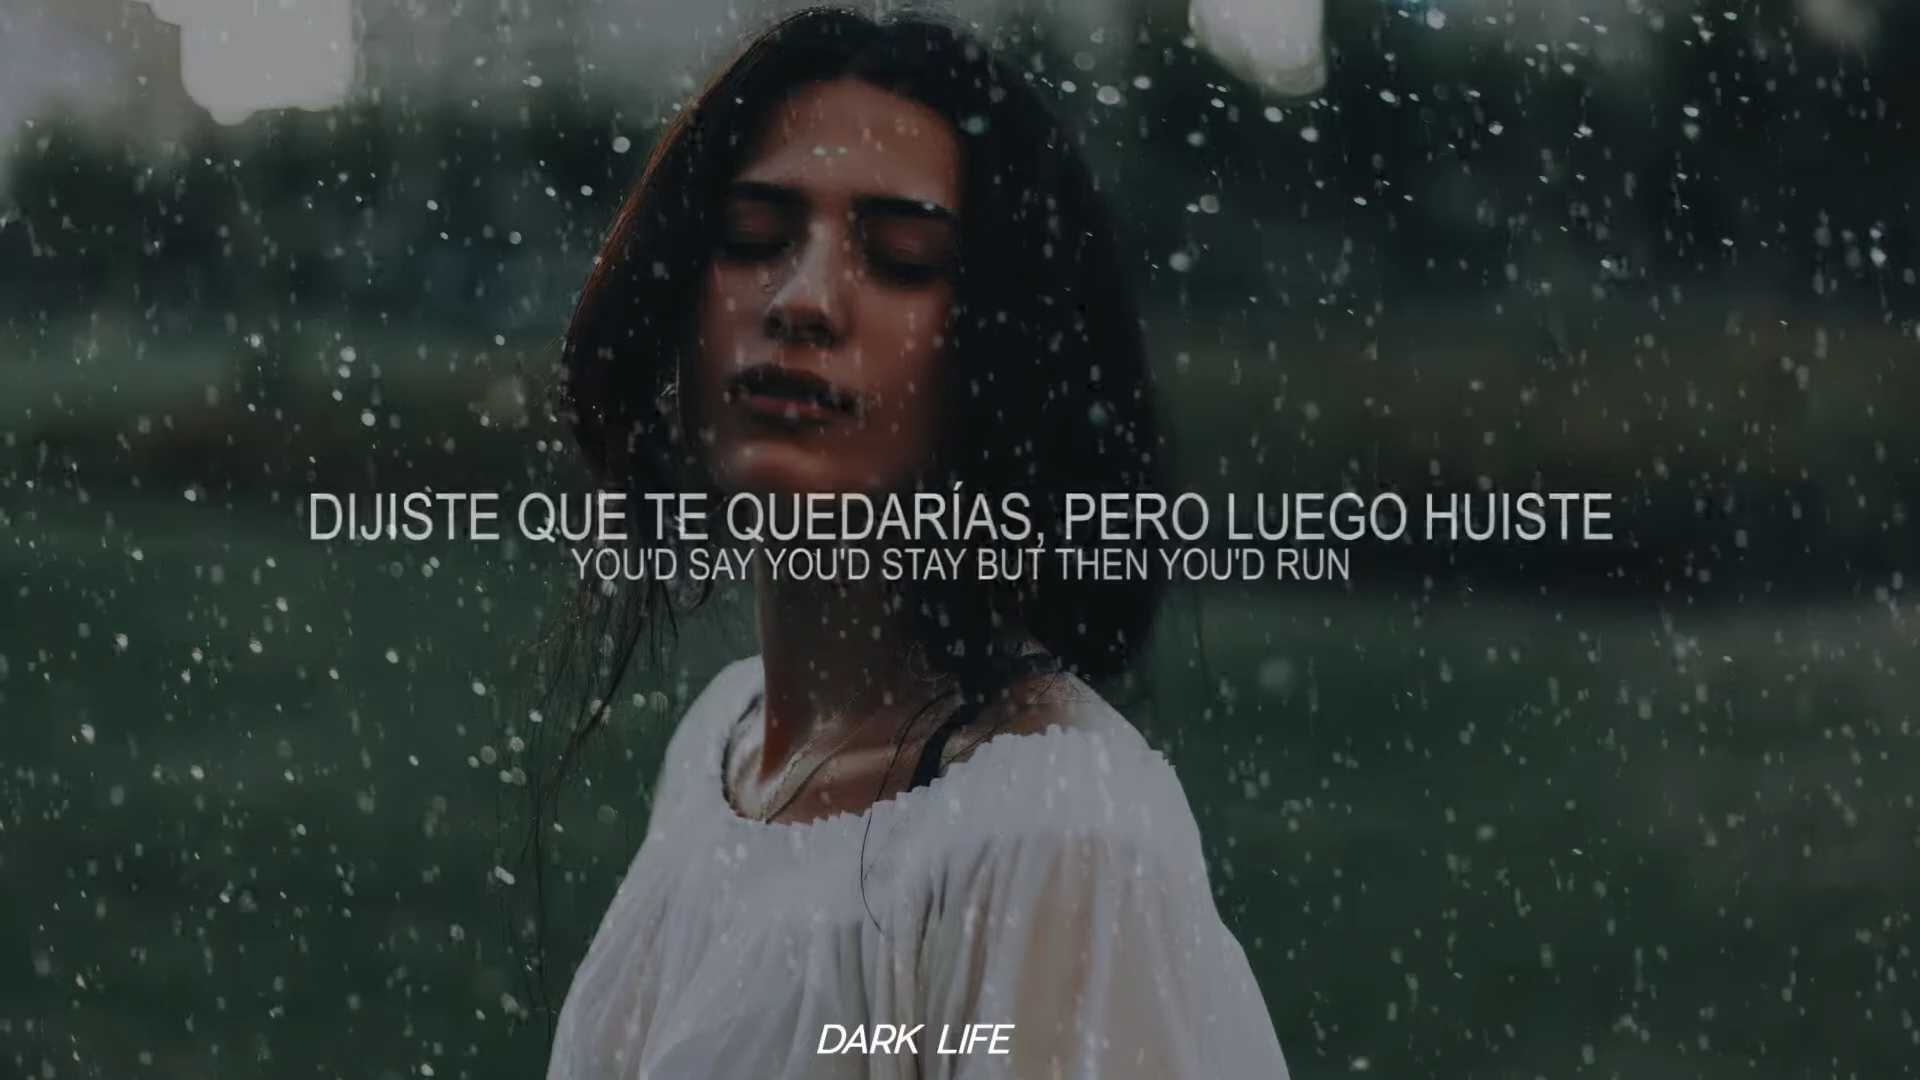 DIJISTE QUE TE QUEDARÍAS, PERO LUEGO HUISTE
YOU'D SAY YOU'D STAY BUT THEN YOU'D RUN
DARK LIFE